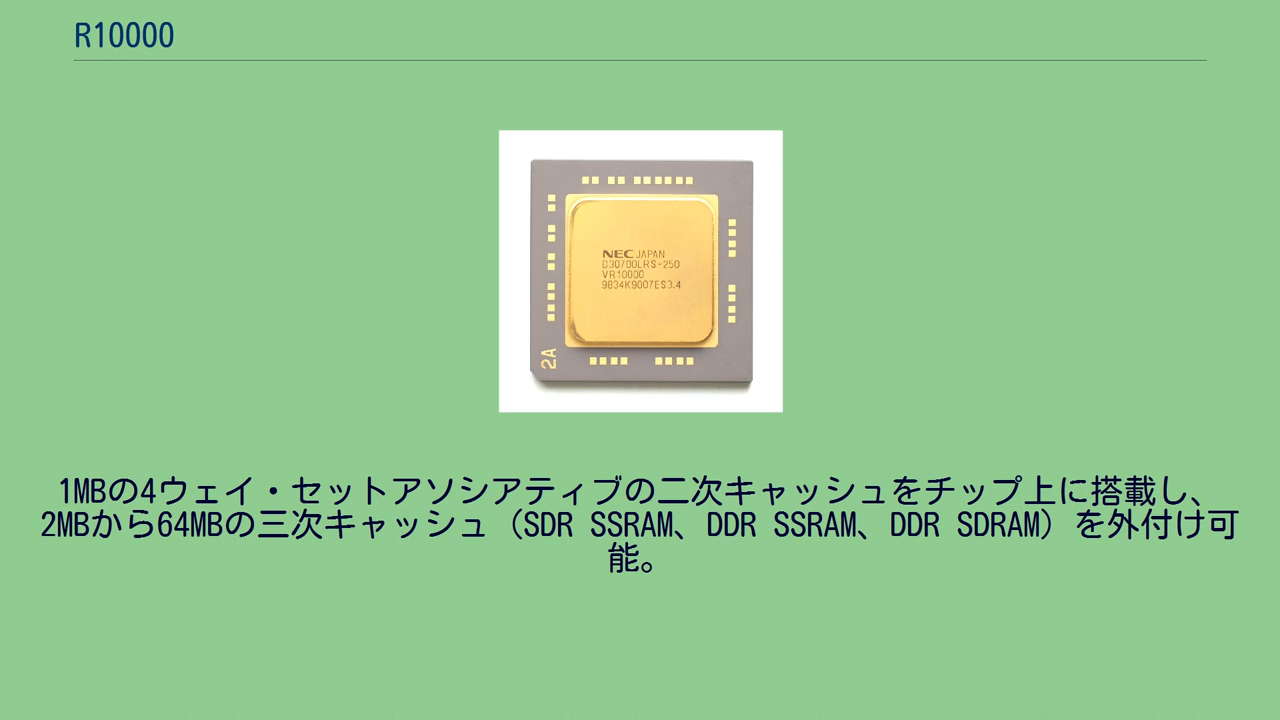 R10000
NEC JAPAN
D30700LRS-250
VR10000
9834K9007ES3.4
2A
1MBの4ウェイ・セットアソシアティブの二次キャッシュをチップ上に搭載し、
2MBから64MBの三次キャッシュ（SDR SSRAM、DDR SSRAM、DDR SDRAM）を外付け可
能。